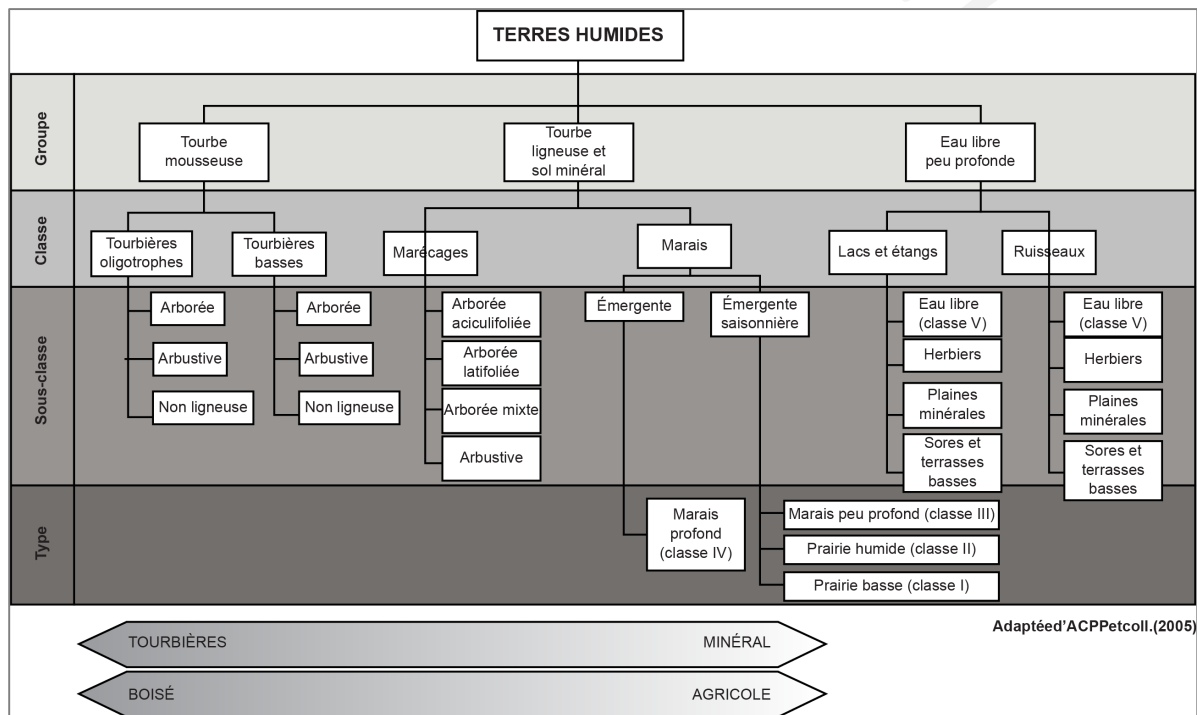 TERRES HUMIDES
Groupe
Tourbe
mousseuse
Tourbe
ligneuse et
sol minéral
Eau libre
peu profonde
Classe
Tourbières
oligotrophes
Tourbières
basses
Marécages
Marais
Lacs et étangs
Ruisseaux
Sous-classe
Arborée
Arbustive
Non ligneuse
Arborée
Arbustive
Non ligneuse
Arborée
aciculifoliée
Arborée
latifoliée
Arborée mixte
Arbustive
Émergente
Émergente
saisonnière
Eau libre
(classe V)
Herbiers
Plaines
minérales
Sores et
terrasses
basses
Eau libre
(classe V)
Herbiers
Plaines
minérales
Sores et
terrasses
basses
Type
Marais
profond
(classe IV)
Marais peu profond (classe III)
Prairie humide (classe II)
Prairie basse (classe I)
Adaptéed'ACPPetcoll.(2005)
TOURBIÈRES MINÉRAL
BOISÉ AGRICOLE